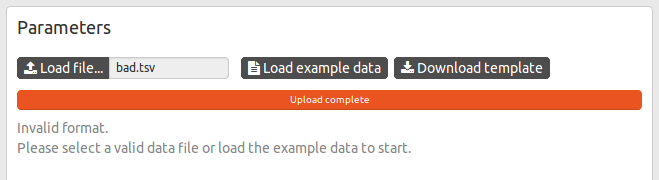 Parameters
Load file... bad.tsv Load example data Download template
Upload complete
Invalid format.
Please select a valid data file or load the example data to start.